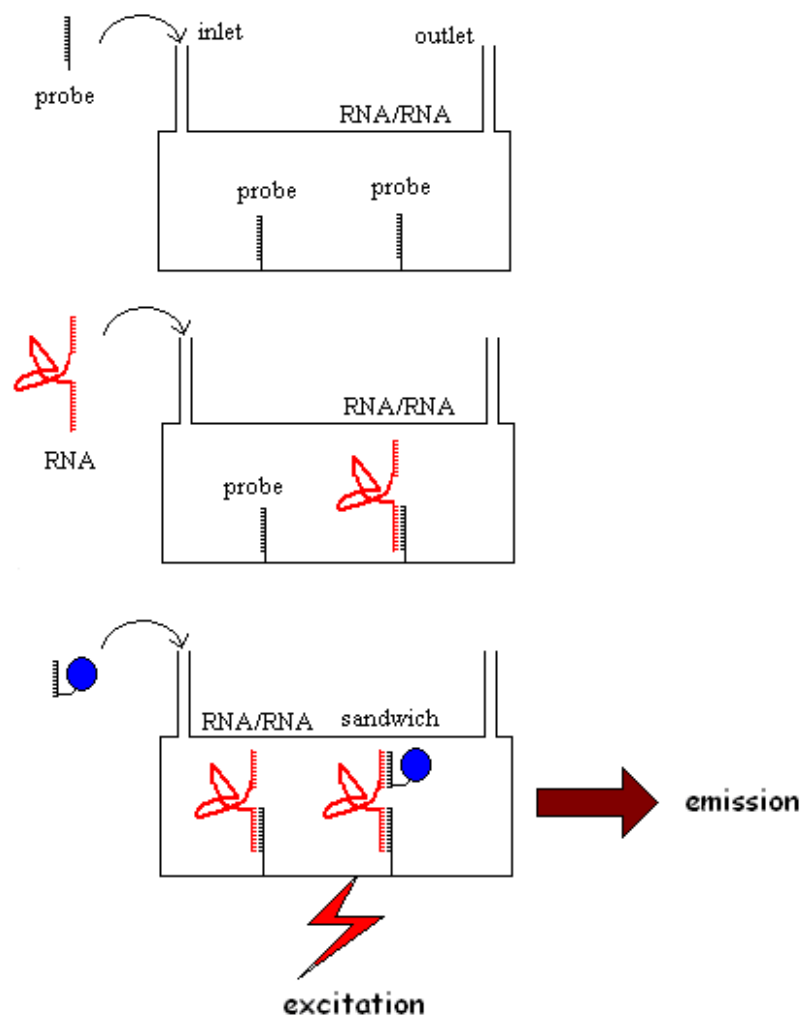 inlet
outlet
probe
RNA/RNA
probe
probe
RNA/RNA
RNA
probe
RNA/RNA
sandwich
emission
excitation